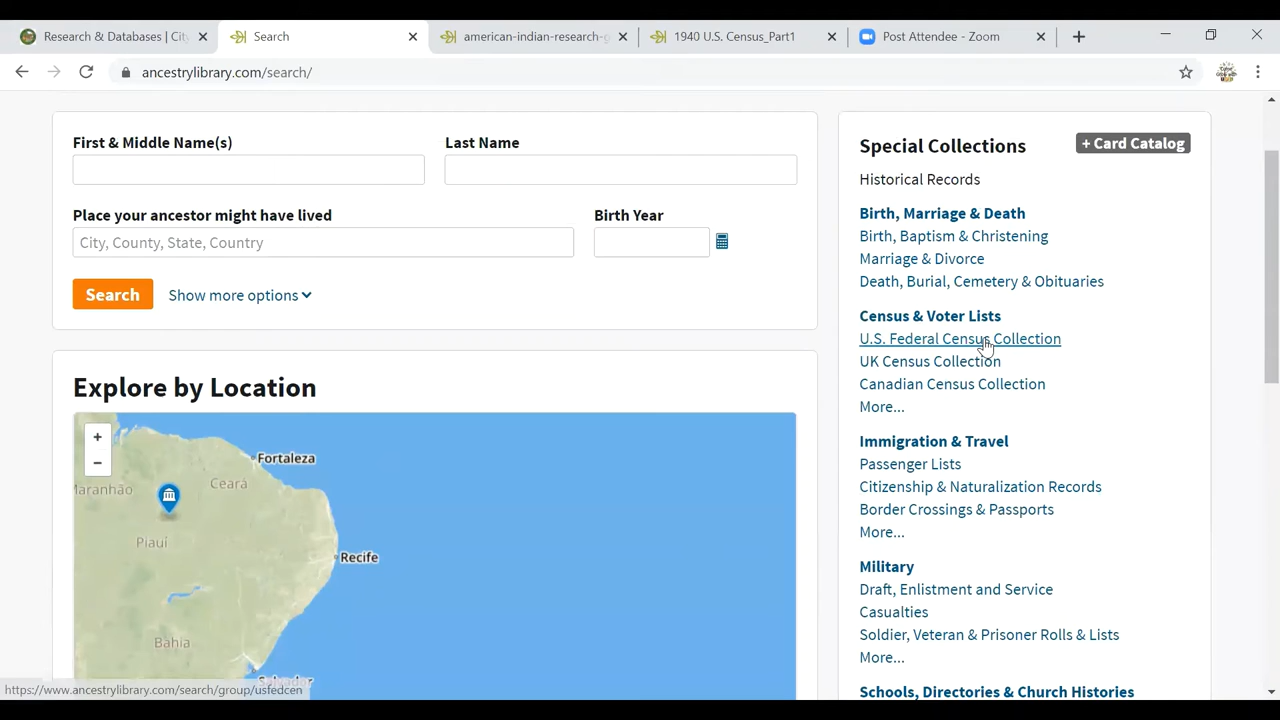 Research & Databases | Cit
Search
american-indian-research-g
1940 U.S. Census_Part1
Post Attendee - Zoom
ancestrylibrary.com/search/
First & Middle Name(s)
Last Name
Place your ancestor might have lived
Birth Year
City, County, State, Country
Search
Show more options
Explore by Location
+
-
Fortaleza
Maranhão
Ceará
Piauí
Recife
Bahia
Salvador
Special Collections
+ Card Catalog
Historical Records
Birth, Marriage & Death
Birth, Baptism & Christening
Marriage & Divorce
Death, Burial, Cemetery & Obituaries
Census & Voter Lists
U.S. Federal Census Collection
UK Census Collection
Canadian Census Collection
More...
Immigration & Travel
Passenger Lists
Citizenship & Naturalization Records
Border Crossings & Passports
More...
Military
Draft, Enlistment and Service
Casualties
Soldier, Veteran & Prisoner Rolls & Lists
More...
Schools, Directories & Church Histories
https://www.ancestrylibrary.com/search/group/usfedcen